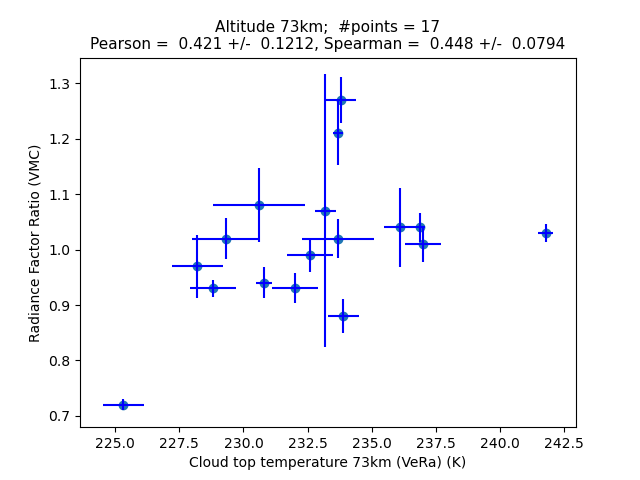 Altitude 73km;  #points = 17
Pearson =  0.421 +/-  0.1212, Spearman =  0.448 +/-  0.0794
1.3
1.2
1.1
1.0
0.9
0.8
0.7
Radiance Factor Ratio (VMC)
225.0 227.5 230.0 232.5 235.0 237.5 240.0 242.5
Cloud top temperature 73km (VeRa) (K)